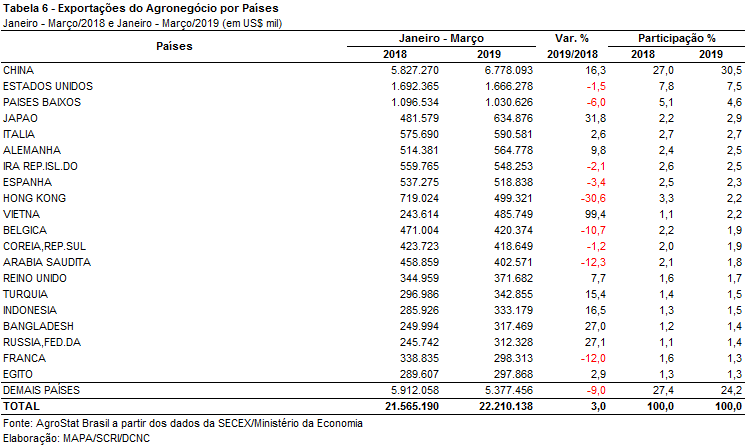 Tabela 6 - Exportações do Agronegócio por Países
Janeiro - Março/2018 e Janeiro - Março/2019 (em US$ mil)
Países Janeiro - Março Var. % Participação %
2018 2019 2019/2018 2018 2019
CHINA 5.827.270 6.778.093 16,3 27,0 30,5
ESTADOS UNIDOS 1.692.365 1.666.278 -1,5 7,8 7,5
PAISES BAIXOS 1.096.534 1.030.626 -6,0 5,1 4,6
JAPAO 481.579 634.876 31,8 2,2 2,9
ITALIA 575.690 590.581 2,6 2,7 2,7
ALEMANHA 514.381 564.778 9,8 2,4 2,5
IRA REP.ISL.DO 559.765 548.253 -2,1 2,6 2,5
ESPANHA 537.275 518.838 -3,4 2,5 2,3
HONG KONG 719.024 499.321 -30,6 3,3 2,2
VIETNA 243.614 485.749 99,4 1,1 2,2
BELGICA 471.004 420.374 -10,7 2,2 1,9
COREIA,REP.SUL 423.723 418.649 -1,2 2,0 1,9
ARABIA SAUDITA 458.859 402.571 -12,3 2,1 1,8
REINO UNIDO 344.959 371.682 7,7 1,6 1,7
TURQUIA 296.986 342.855 15,4 1,4 1,5
INDONESIA 285.926 333.179 16,5 1,3 1,5
BANGLADESH 249.994 317.469 27,0 1,2 1,4
RUSSIA,FED.DA 245.742 312.328 27,1 1,1 1,4
FRANCA 338.835 298.313 -12,0 1,6 1,3
EGITO 289.607 297.868 2,9 1,3 1,3
DEMAIS PAÍSES 5.912.058 5.377.456 -9,0 27,4 24,2
TOTAL 21.565.190 22.210.138 3,0 100,0 100,0
Fonte: AgroStat Brasil a partir dos dados da SECEX/Ministério da Economia
Elaboração: MAPA/SCRI/DCNC